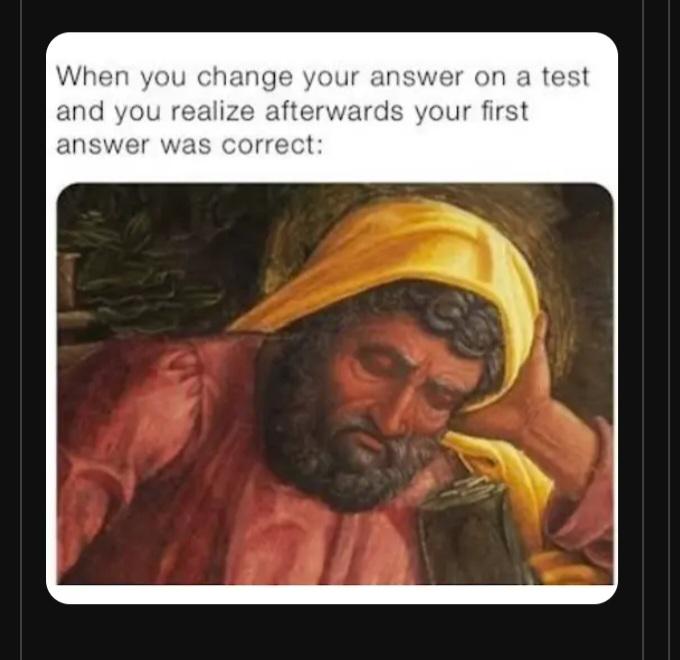 When you change your answer on a test
and you realize afterwards your first
answer was correct: